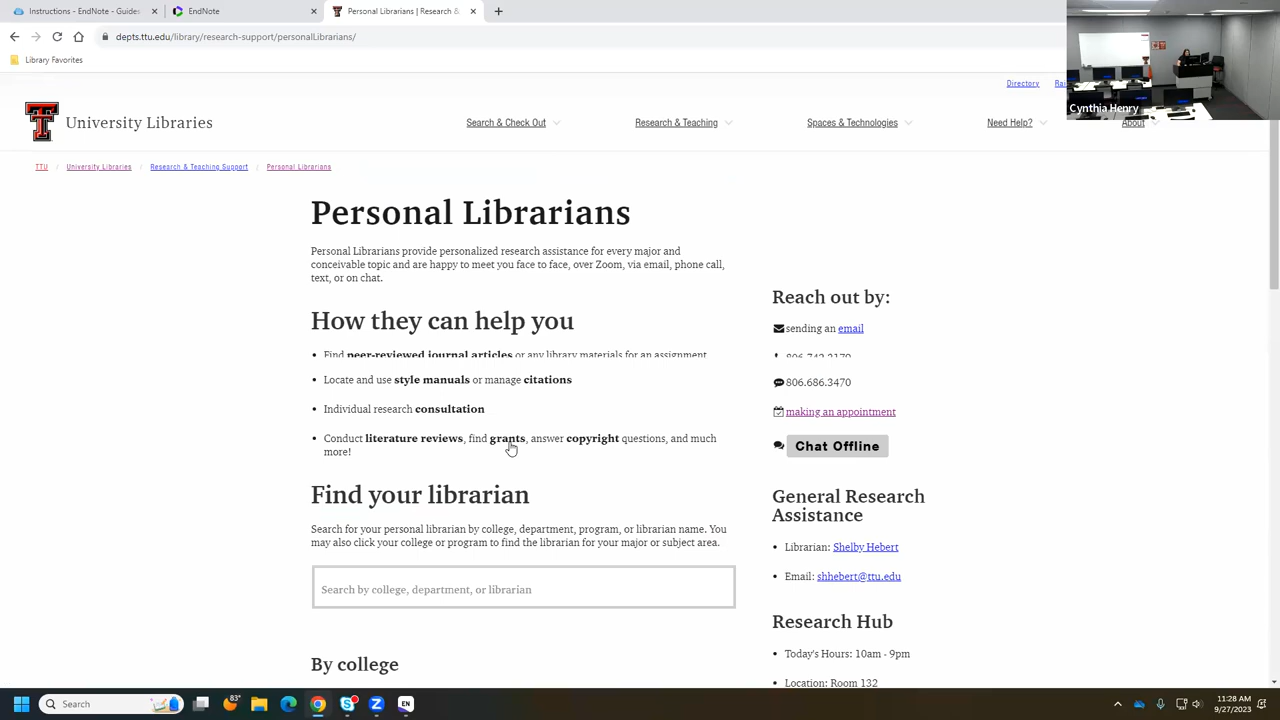 Instructions - EndNote - Guides
EndNote
Personal Librarians | Research &
depts.ttu.edu/library/research-support/personalLibrarians/
Library Favorites
Cynthia Henry
Directory
University Libraries
Search & Check Out
Research & Teaching
Spaces & Technologies
Need Help?
About
TTU / University Libraries / Research & Teaching Support / Personal Librarians
Personal Librarians
Personal Librarians provide personalized research assistance for every major and
conceivable topic and are happy to meet you face to face, over Zoom, via email, phone call,
text, or on chat.
How they can help you
• Find peer-reviewed journal articles or any library materials for an assignment
• Locate and use style manuals or manage citations
• Individual research consultation
• Conduct literature reviews, find grants, answer copyright questions, and much
more!
Find your librarian
Search for your personal librarian by college, department, program, or librarian name. You
may also click your college or program to find the librarian for your major or subject area.
Search by college, department, or librarian
By college
Reach out by:
sending an email
806.686.3470
making an appointment
Chat Offline
General Research
Assistance
• Librarian: Shelby Hebert
• Email: shhebert@ttu.edu
Research Hub
• Today's Hours: 10am - 9pm
• Location: Room 132
Search
83°
EN
11:28 AM
9/27/2023